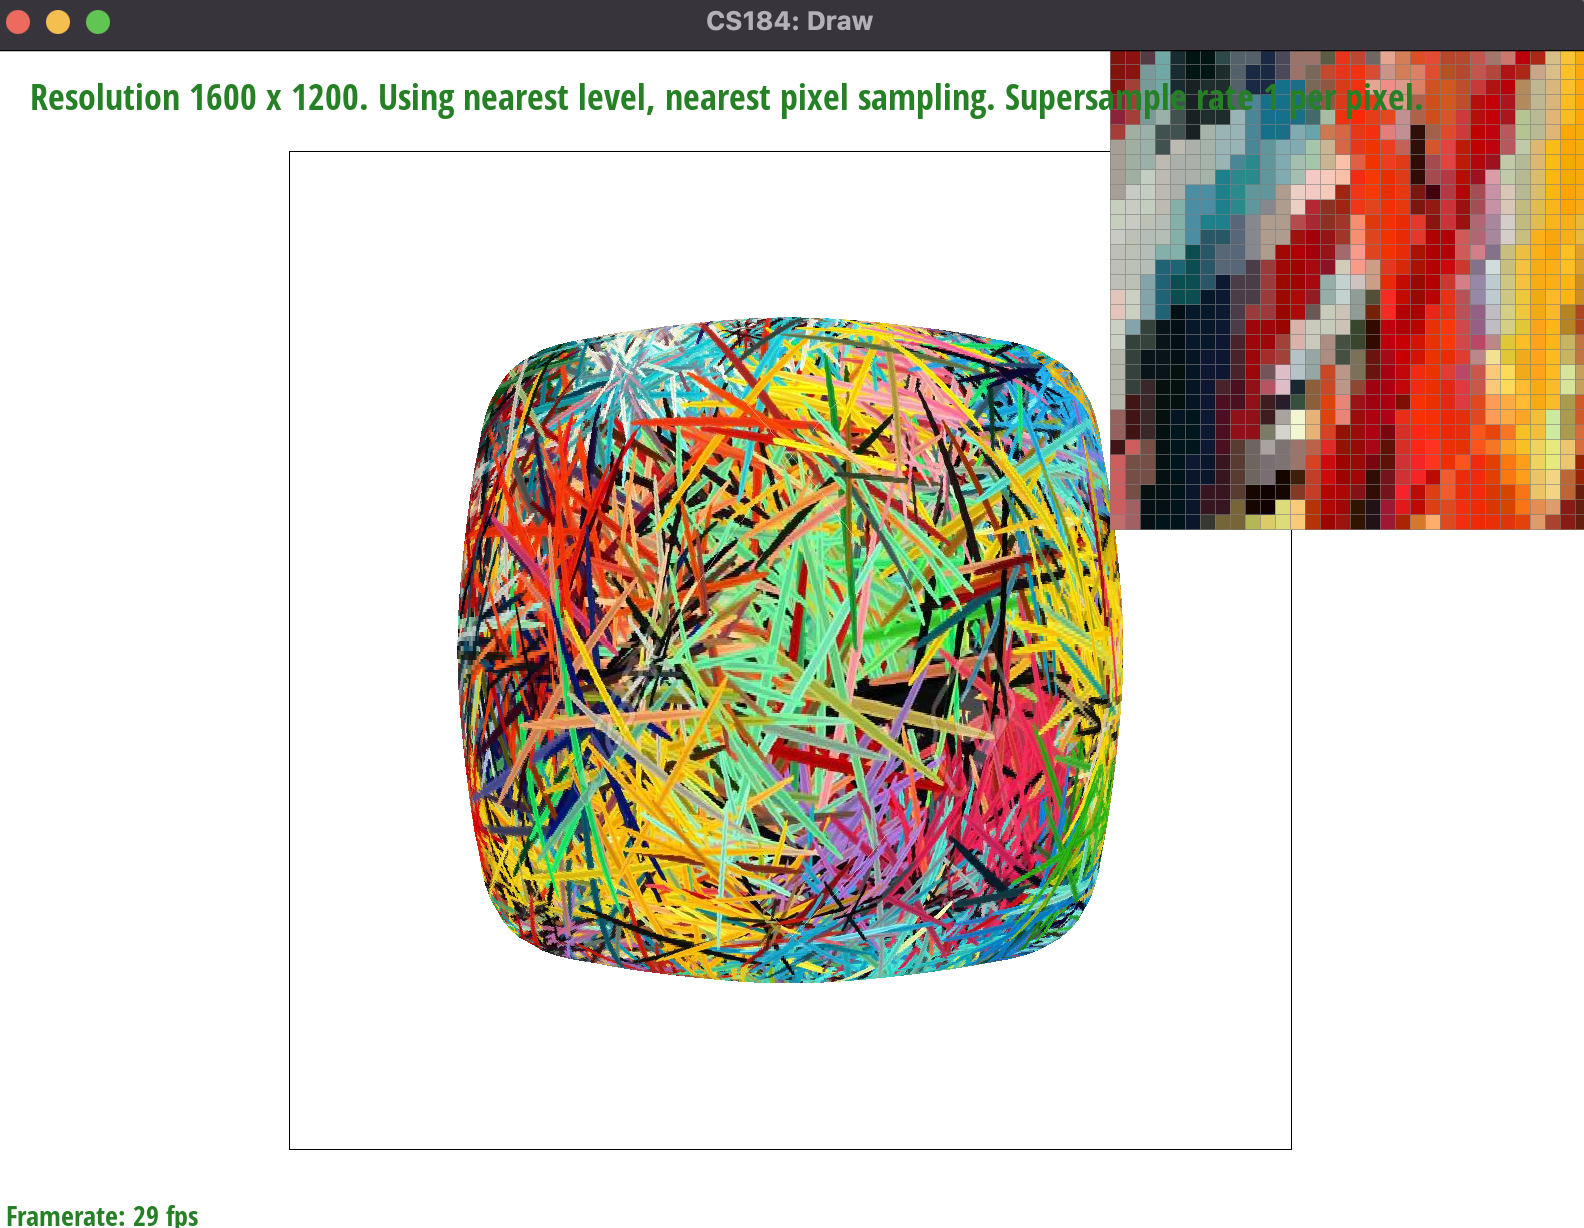 CS184: Draw
Resolution 1600 x 1200. Using nearest level, nearest pixel sampling. Supersample rate 1 per pixel.
Framerate: 29 fps